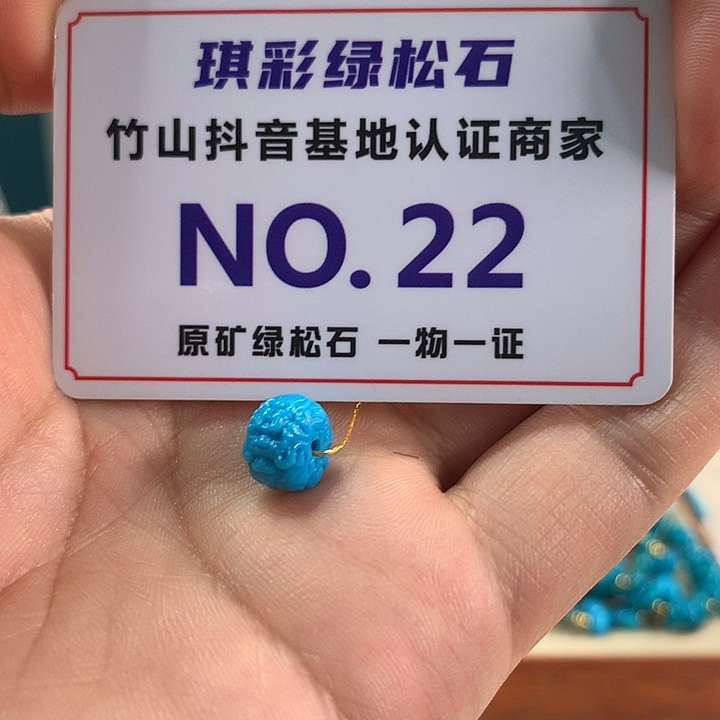 琪彩绿松石
竹山抖音基地认证商家
NO.22
原矿绿松石 一物一证